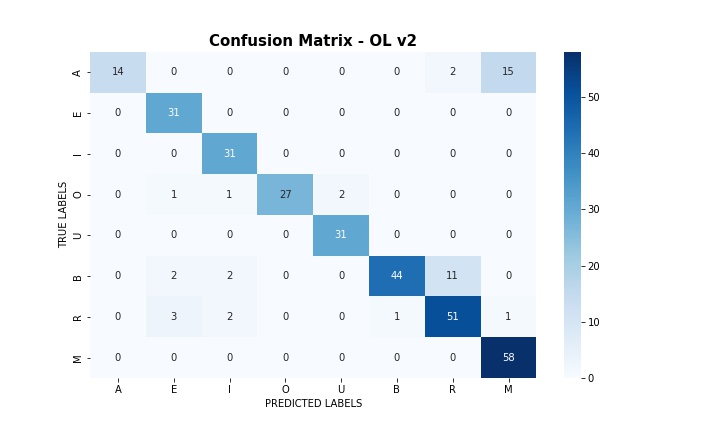 Confusion Matrix - OL v2
A 14 0 0 0 0 0 2 15
E 0 31 0 0 0 0 0 0
I 0 0 31 0 0 0 0 0
O 0 1 1 27 2 0 0 0
U 0 0 0 0 31 0 0 0
B 0 2 2 0 0 44 11 0
R 0 3 2 0 0 1 51 1
M 0 0 0 0 0 0 0 58
A E I O U B R M
PREDICTED LABELS
TRUE LABELS
50
40
30
20
10
0